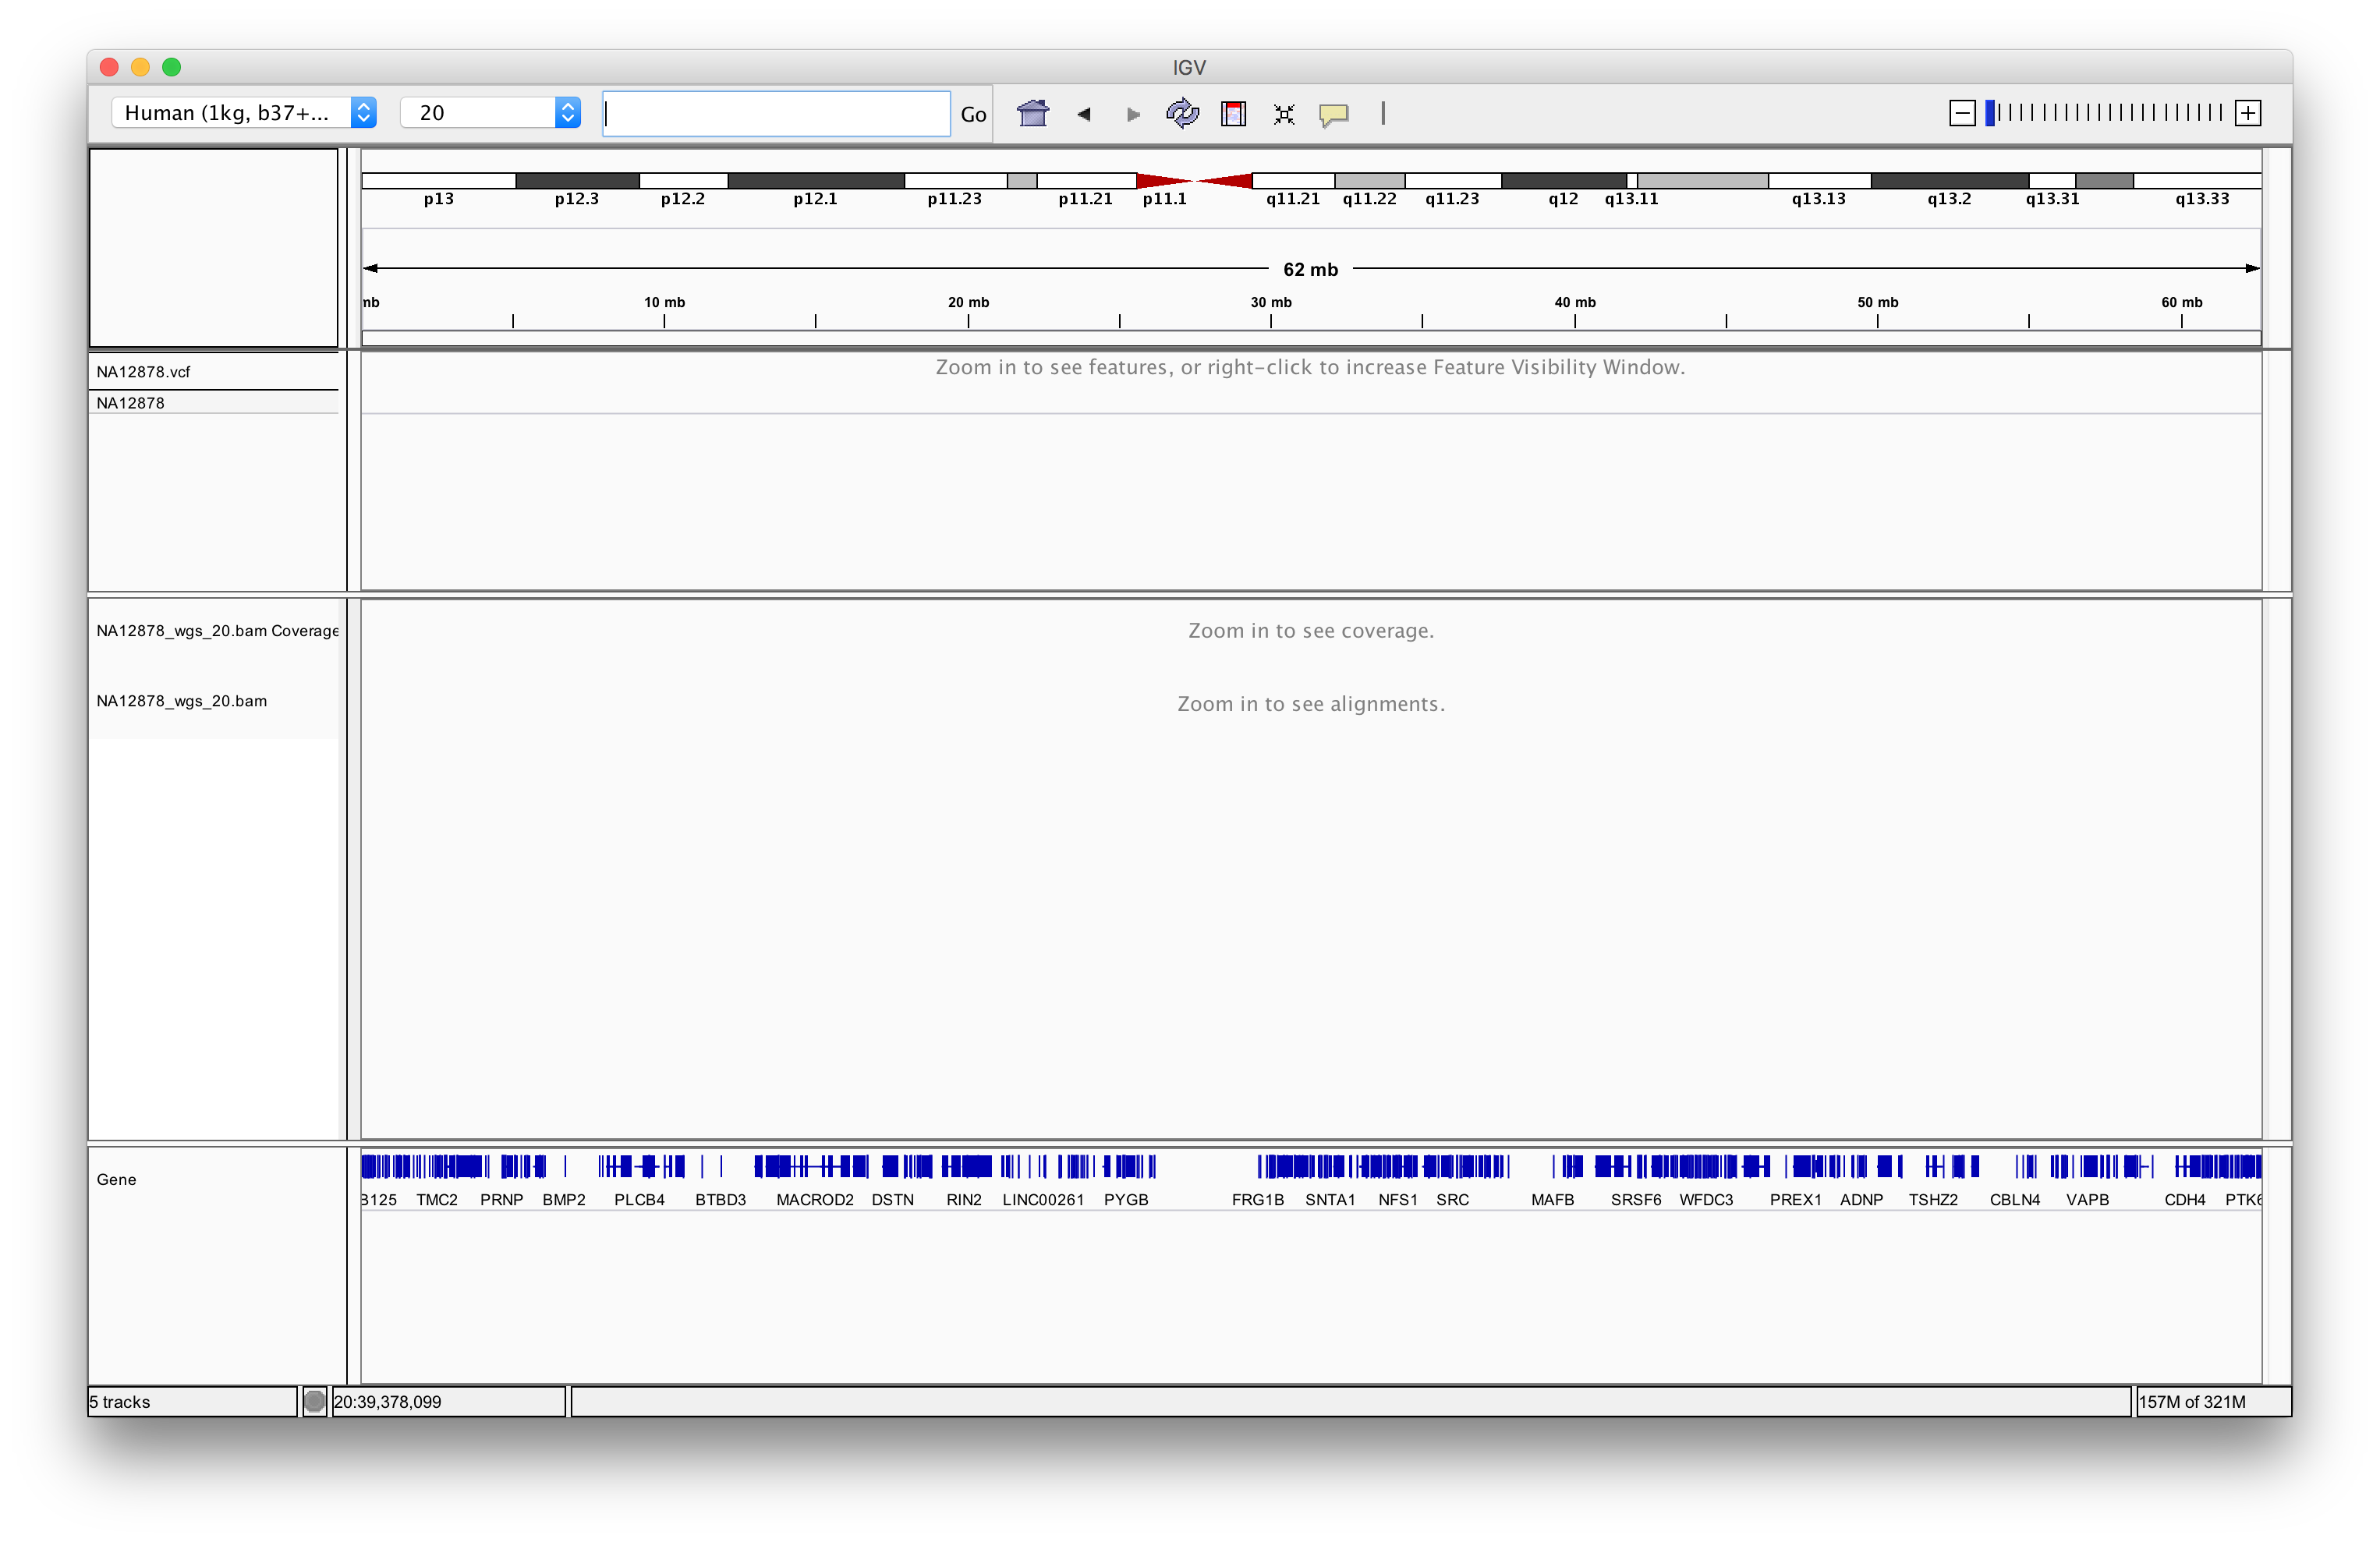 IGV
Human (1kg, b37+... 20 Go
p13 p12.3 p12.2 p12.1 p11.23 p11.21 p11.1 q11.21 q11.22 q11.23 q12 q13.11 q13.13 q13.2 q13.31 q13.33
62 mb
mb 10 mb 20 mb 30 mb 40 mb 50 mb 60 mb
NA12878.vcf Zoom in to see features, or right-click to increase Feature Visibility Window.
NA12878
NA12878_wgs_20.bam Coverage Zoom in to see coverage.
NA12878_wgs_20.bam Zoom in to see alignments.
Gene
B125 TMC2 PRNP BMP2 PLCB4 BTBD3 MACROD2 DSTN RIN2 LINC00261 PYGB FRG1B SNTA1 NFS1 SRC MAFB SRSF6 WFDC3 PREX1 ADNP TSHZ2 CBLN4 VAPB CDH4 PTK6
5 tracks 20:39,378,099 157M of 321M